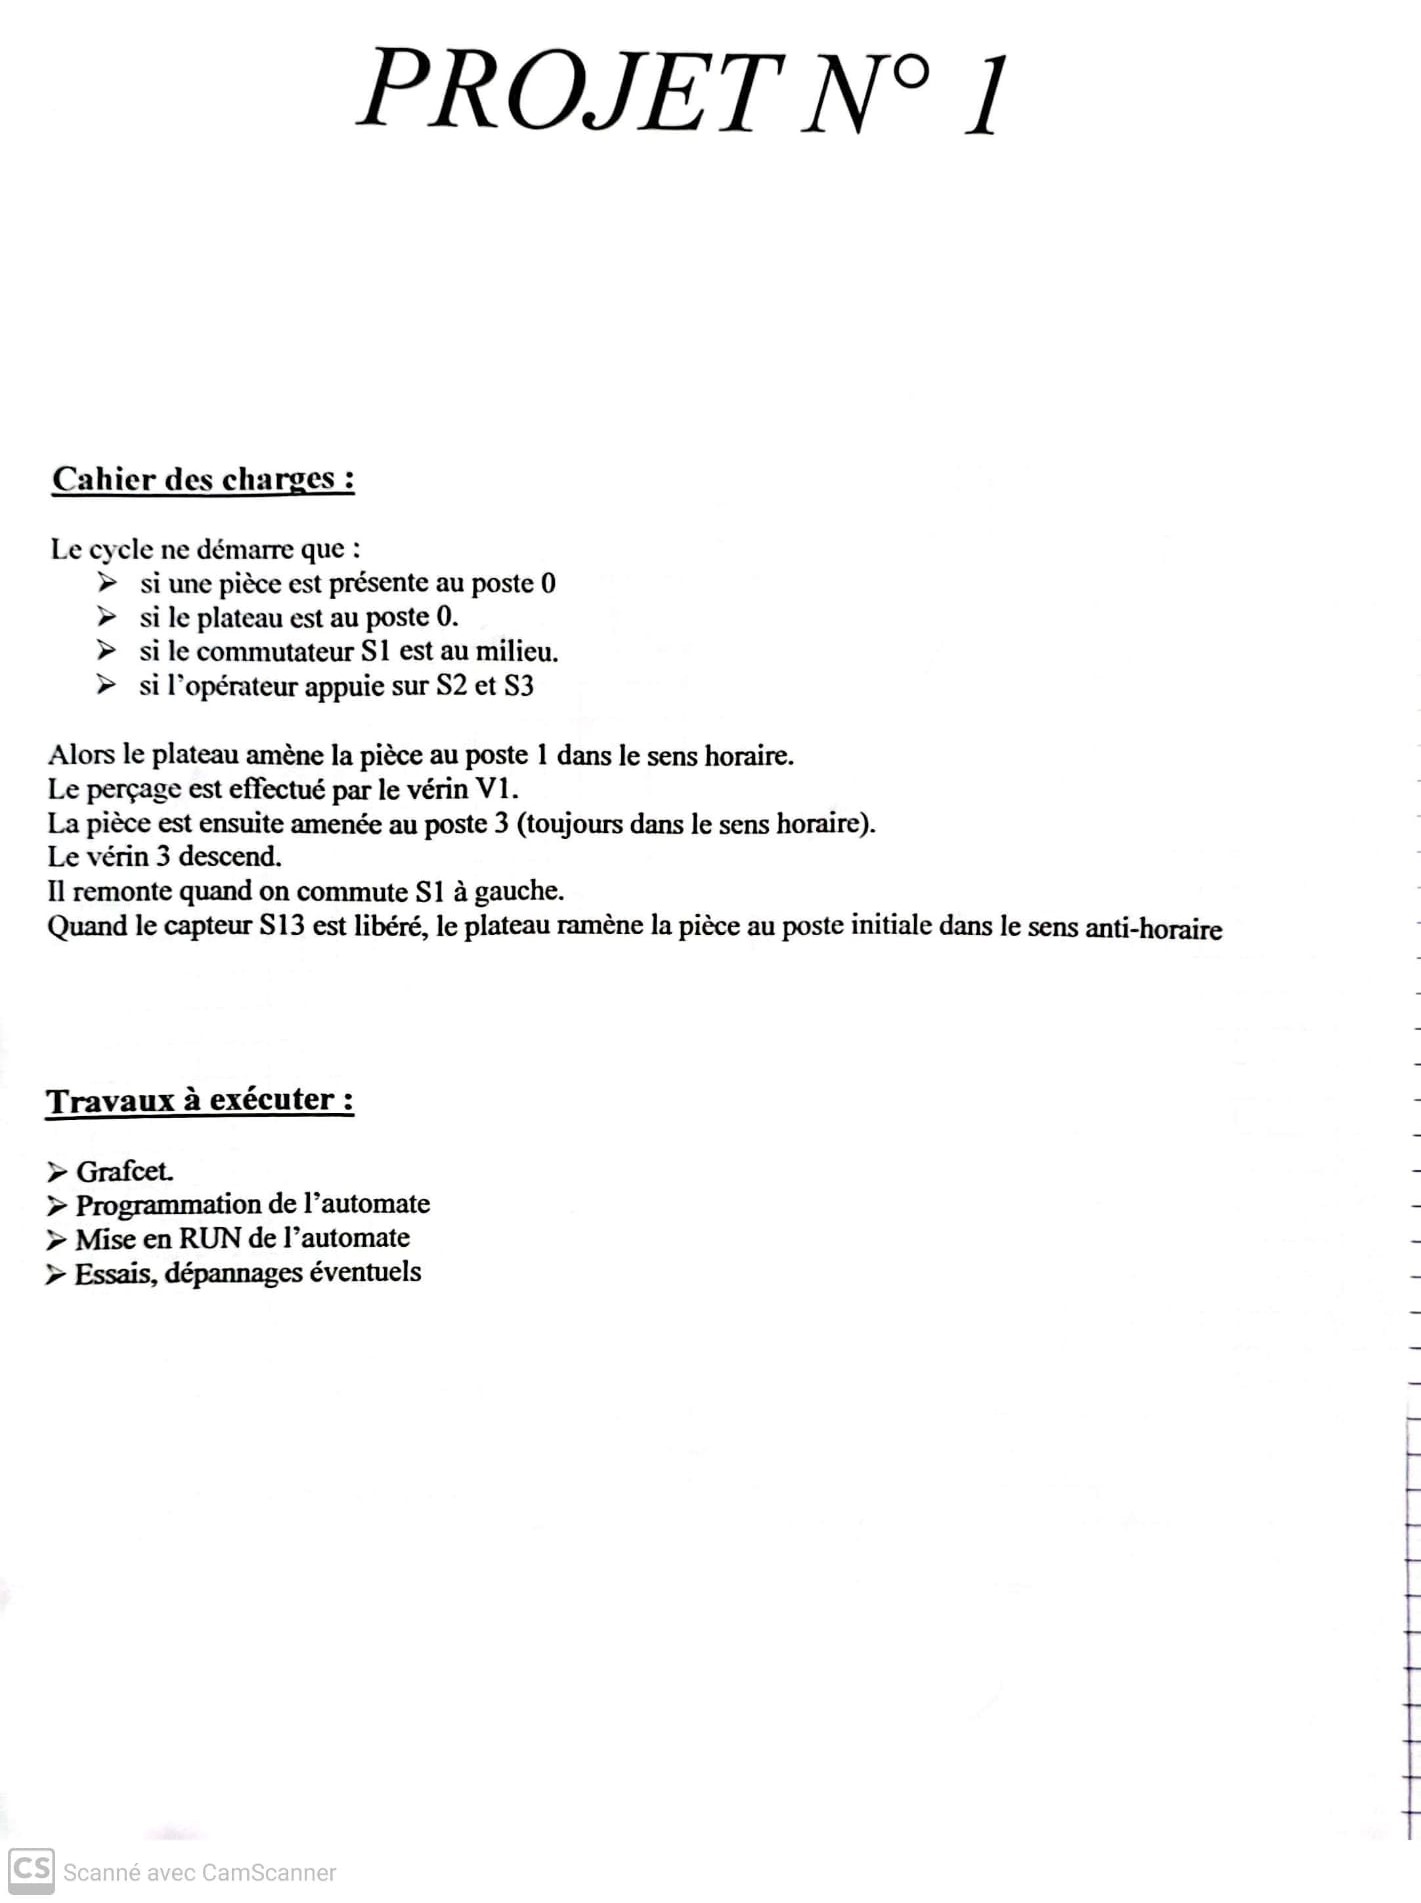 PROJET N° 1
Cahier des charges :
Le cycle ne démarre que :
➢ si une pièce est présente au poste 0
➢ si le plateau est au poste 0.
➢ si le commutateur S1 est au milieu.
➢ si l'opérateur appuie sur S2 et S3
Alors le plateau amène la pièce au poste 1 dans le sens horaire.
Le perçage est effectué par le vérin V1.
La pièce est ensuite amenée au poste 3 (toujours dans le sens horaire).
Le vérin 3 descend.
Il remonte quand on commute S1 à gauche.
Quand le capteur S13 est libéré, le plateau ramène la pièce au poste initiale dans le sens anti-horaire
Travaux à exécuter :
➢ Grafcet.
➢ Programmation de l'automate
➢ Mise en RUN de l'automate
➢ Essais, dépannages éventuels
CS Scanné avec CamScanner